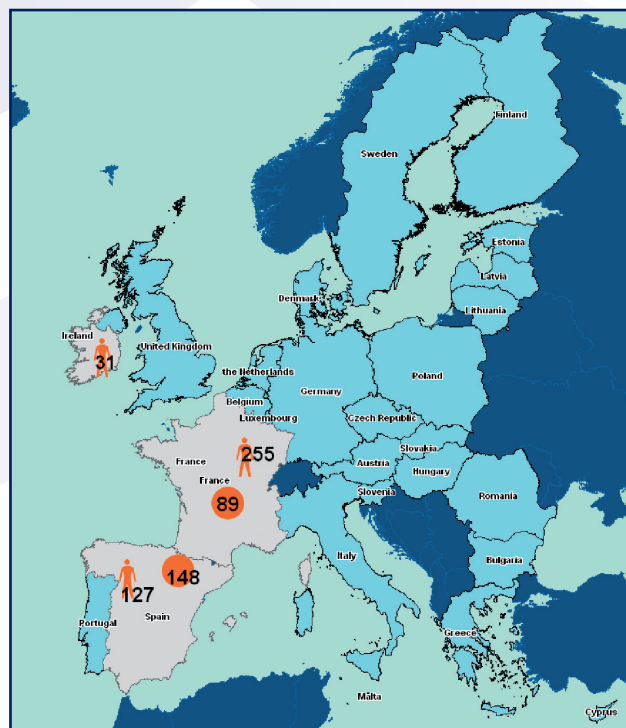 Finland
Sweden
Estonia
Latvia
Lithuania
Denmark
Ireland
31
United Kingdom
the Netherlands
Belgium
Luxembourg
Germany
Poland
Czech Republic
Slovakia
Austria
Hungary
Slovenia
France
255
France
89
Romania
Italy
Bulgaria
127
148
Spain
Portugal
Greece
Malta
Cyprus